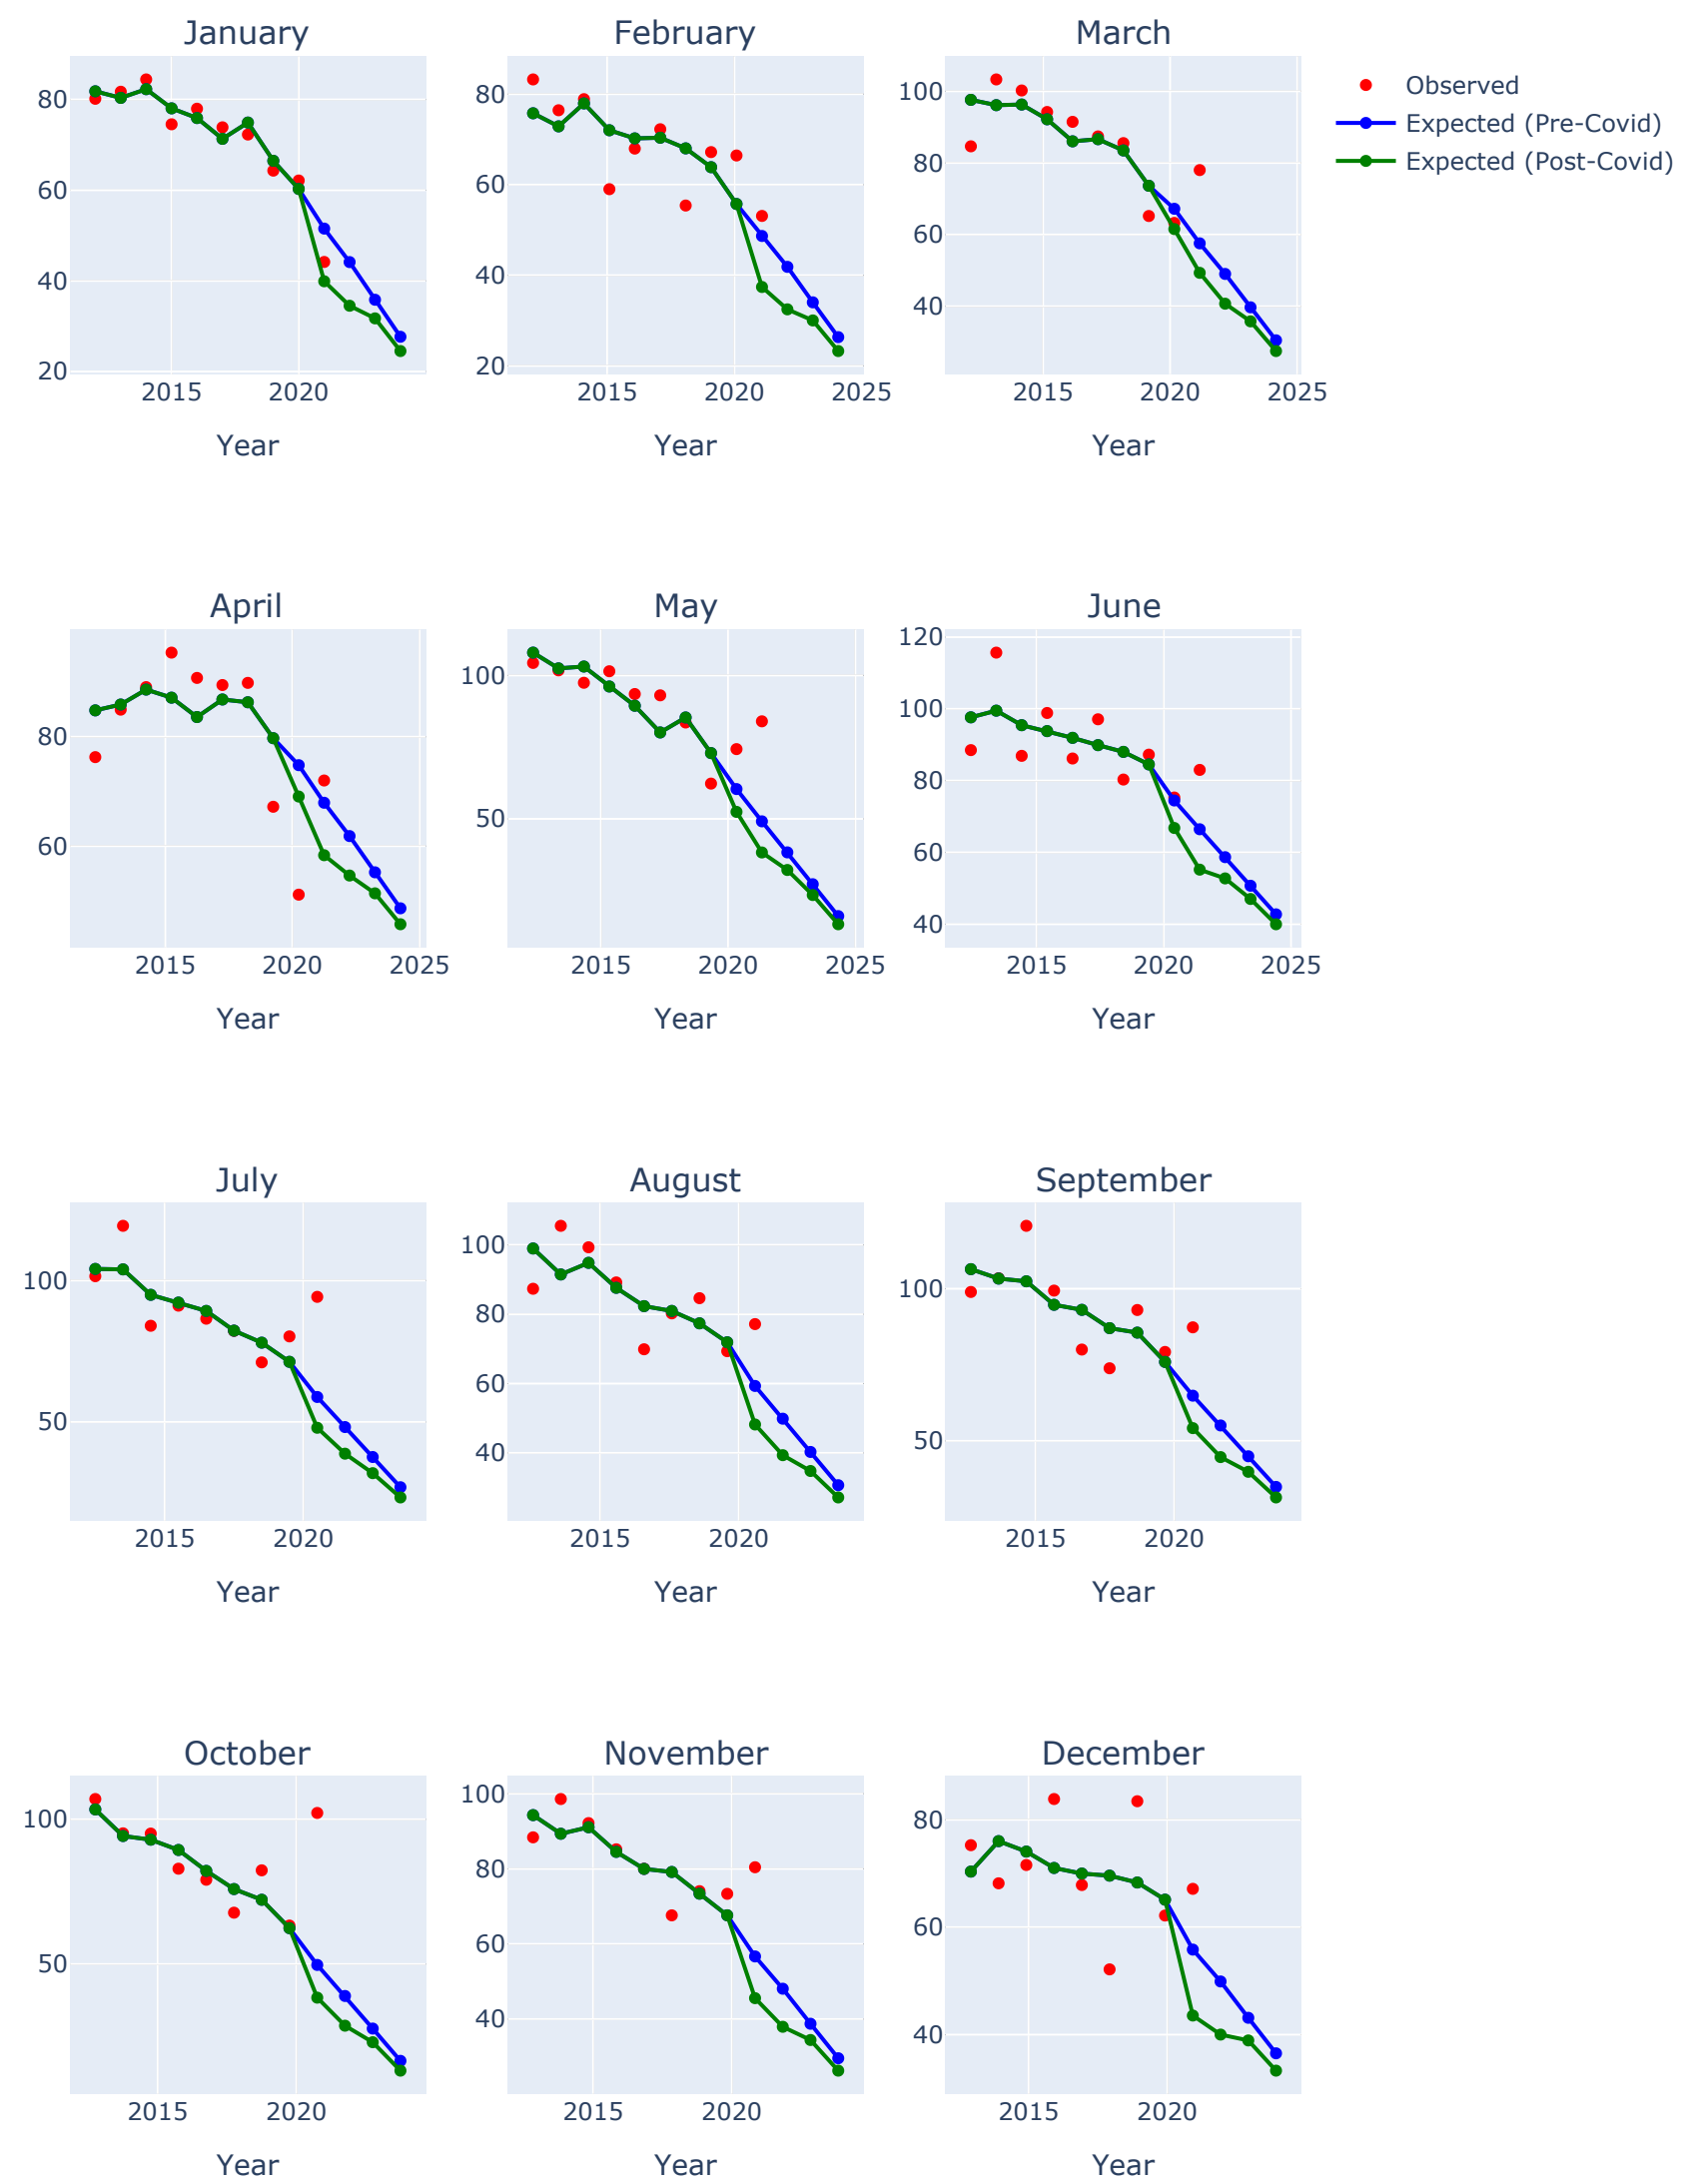 January
February
March
Observed
Expected (Pre-Covid)
Expected (Post-Covid)
80
60
40
20
2015
2020
Year
80
60
40
20
2015
2020
2025
Year
100
80
60
40
2015
2020
2025
Year
April
May
June
80
60
2015
2020
2025
Year
100
50
2015
2020
2025
Year
120
100
80
60
40
2015
2020
2025
Year
July
August
September
100
50
2015
2020
Year
100
80
60
40
2015
2020
Year
100
50
2015
2020
Year
October
November
December
100
50
2015
2020
Year
100
80
60
40
2015
2020
Year
80
60
40
2015
2020
Year